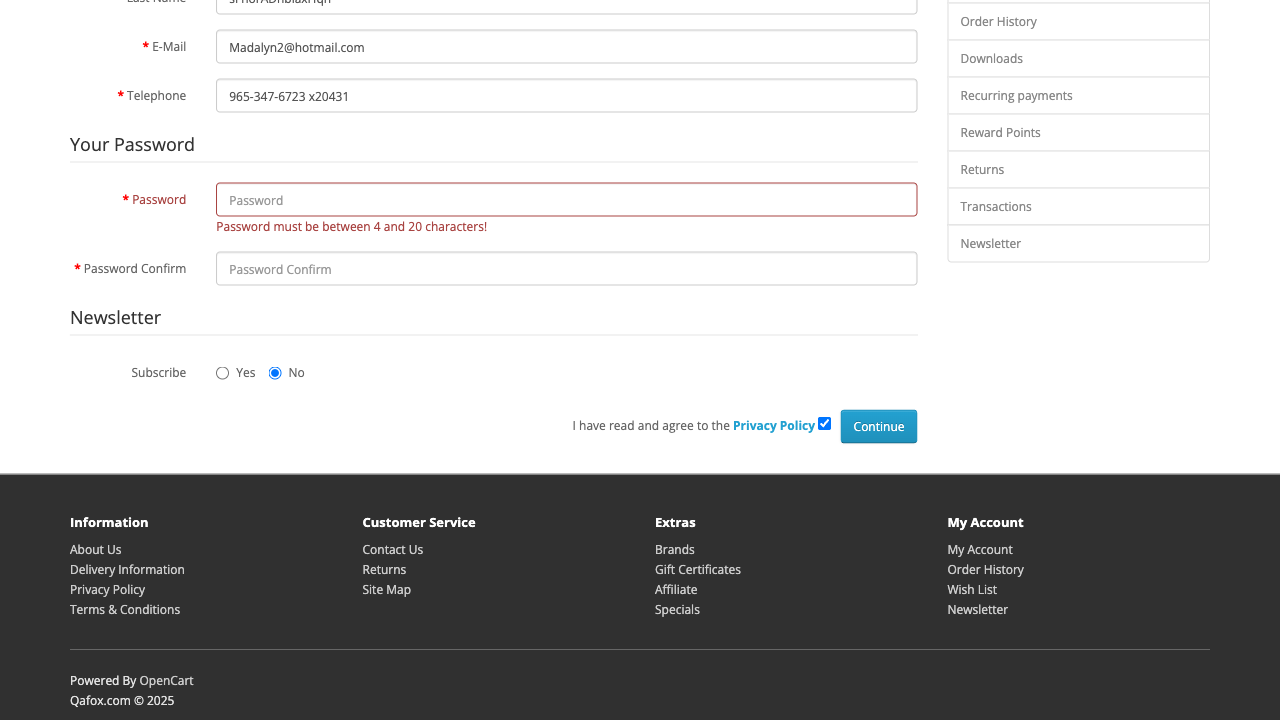 Order History
* E-Mail
Madalyn2@hotmail.com
Downloads
* Telephone
965-347-6723 x20431
Recurring payments
Your Password
Reward Points
Returns
* Password
Password
Transactions
Password must be between 4 and 20 characters!
Newsletter
* Password Confirm
Password Confirm
Newsletter
Subscribe
Yes
No
I have read and agree to the Privacy Policy
Continue
Information
About Us
Delivery Information
Privacy Policy
Terms & Conditions
Customer Service
Contact Us
Returns
Site Map
Extras
Brands
Gift Certificates
Affiliate
Specials
My Account
My Account
Order History
Wish List
Newsletter
Powered By OpenCart
Qafox.com © 2025